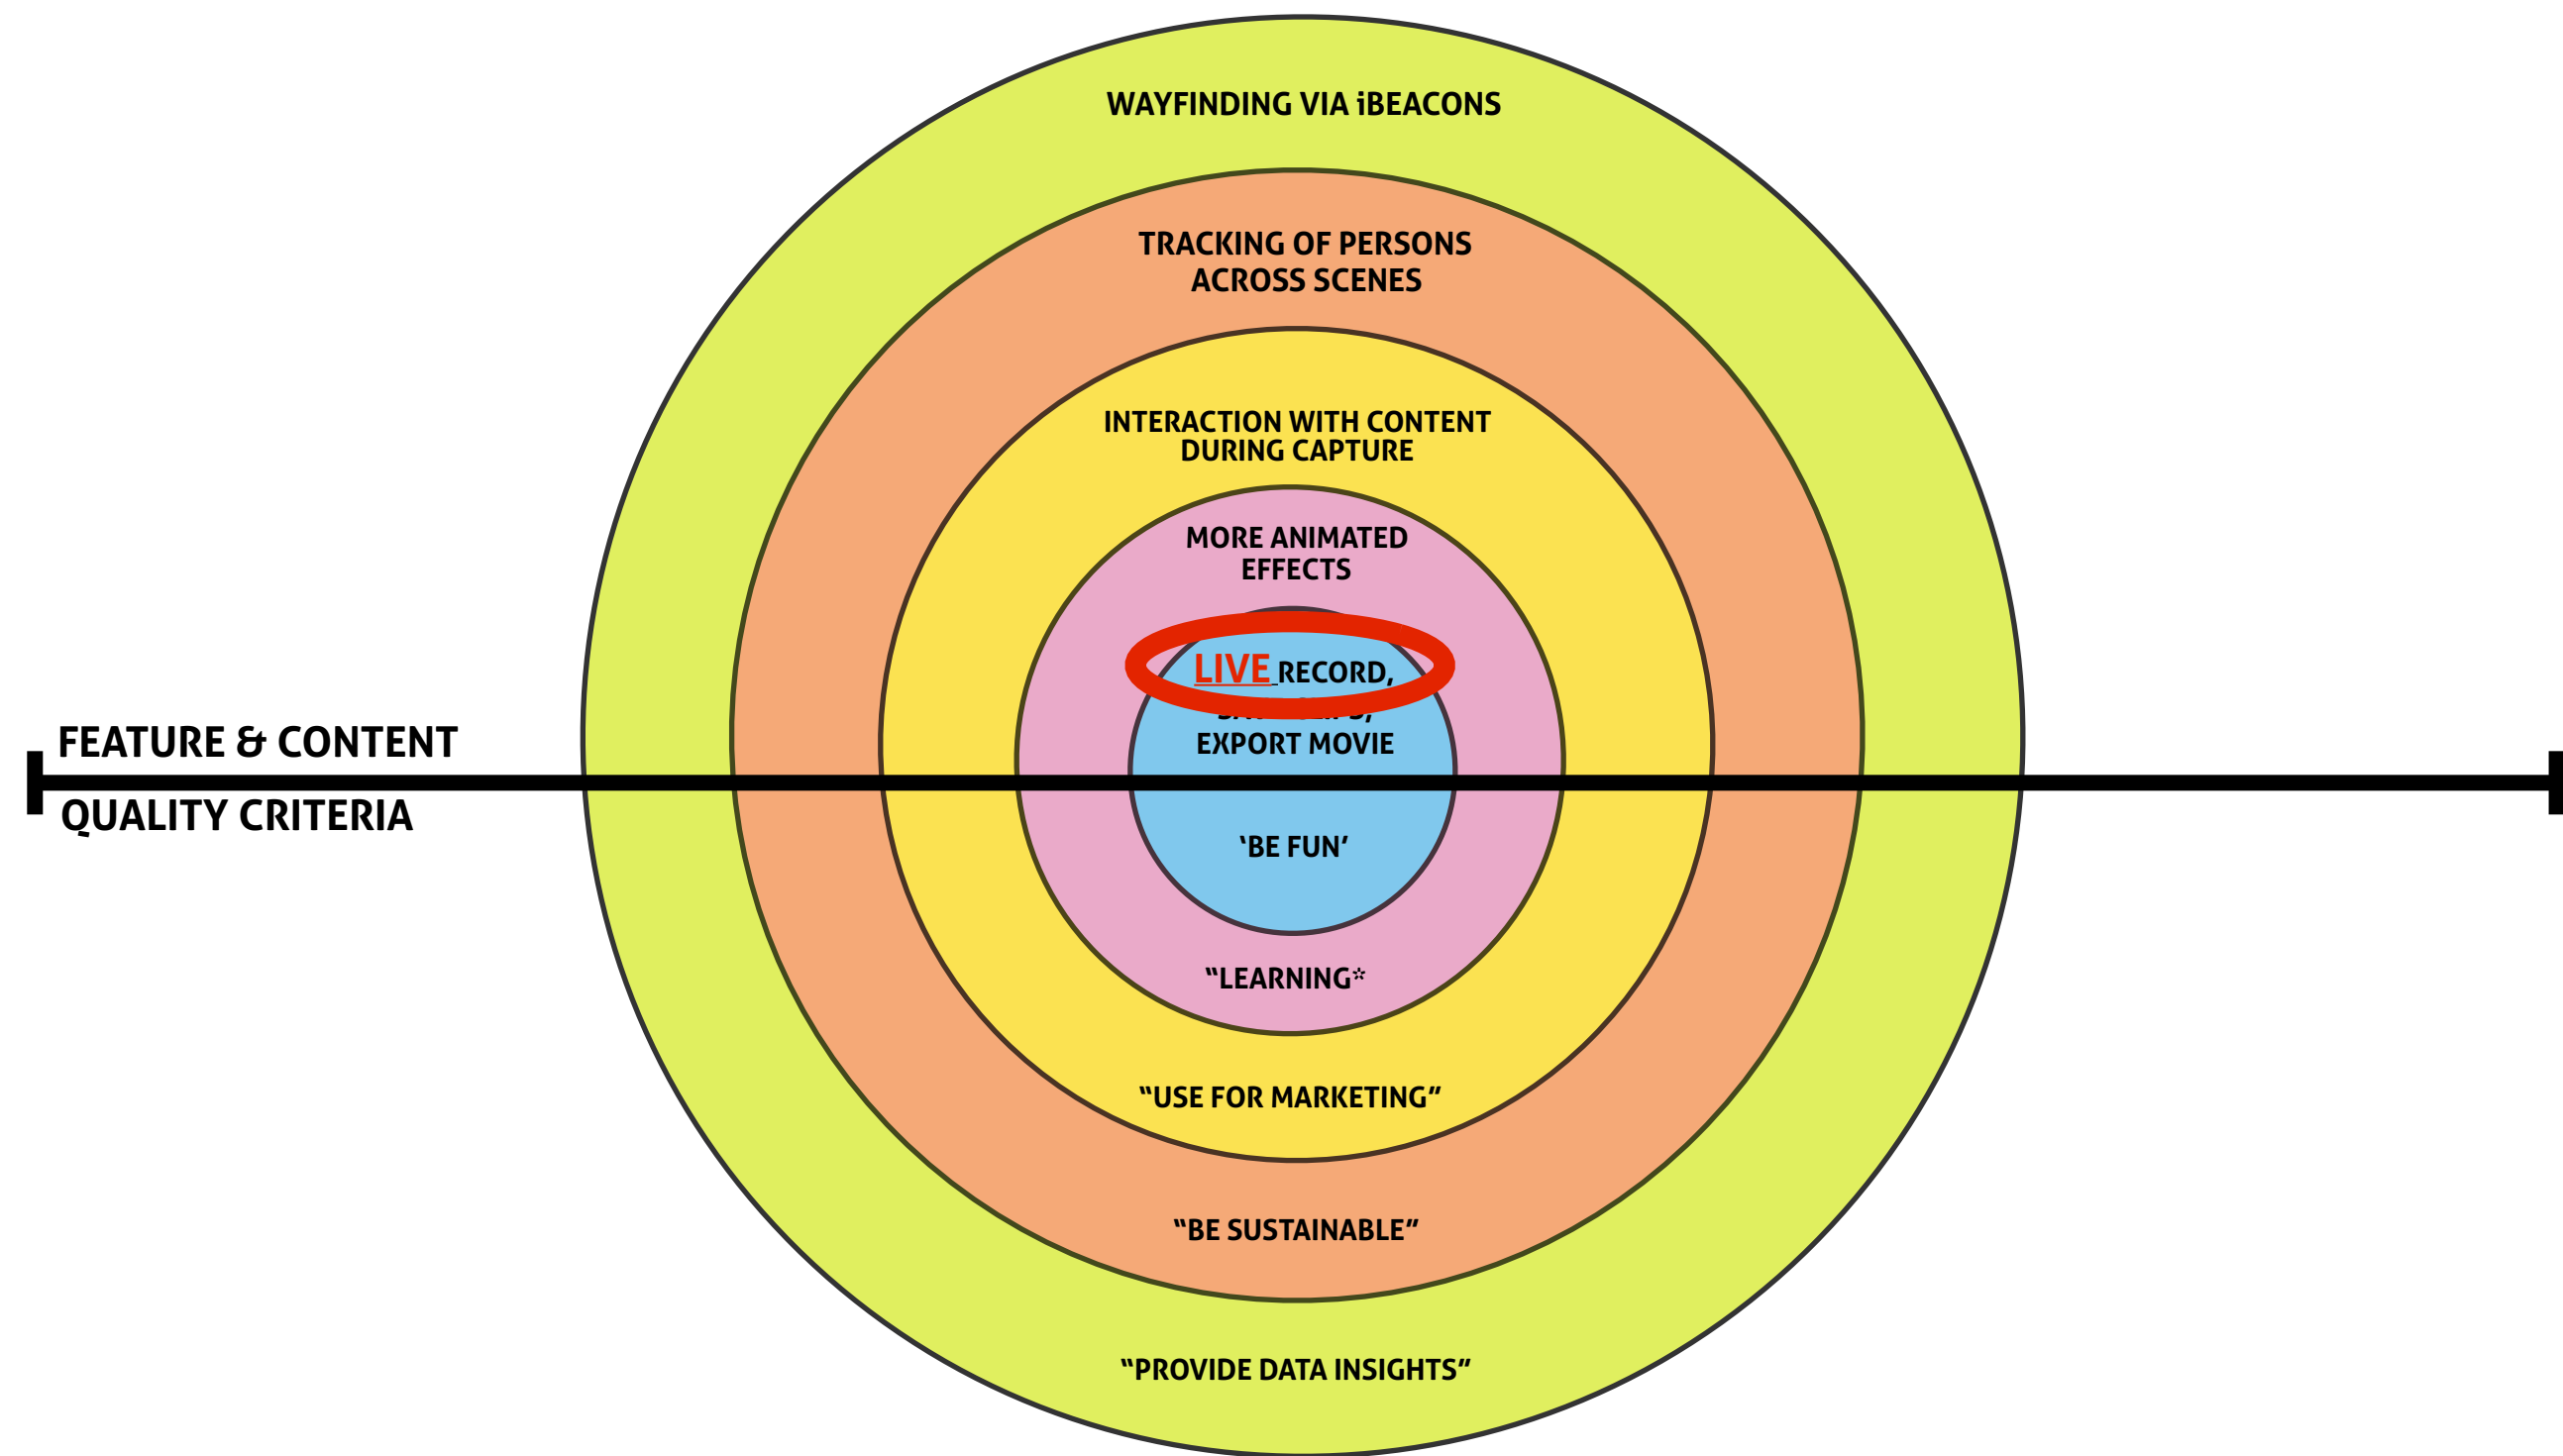 WAYFINDING VIA iBEACONS
TRACKING OF PERSONS
ACROSS SCENES
INTERACTION WITH CONTENT
DURING CAPTURE
MORE ANIMATED
EFFECTS
LIVE RECORD,
EXPORT MOVIE
FEATURE & CONTENT
QUALITY CRITERIA
‘BE FUN’
“LEARNING*
“USE FOR MARKETING”
“BE SUSTAINABLE”
“PROVIDE DATA INSIGHTS”